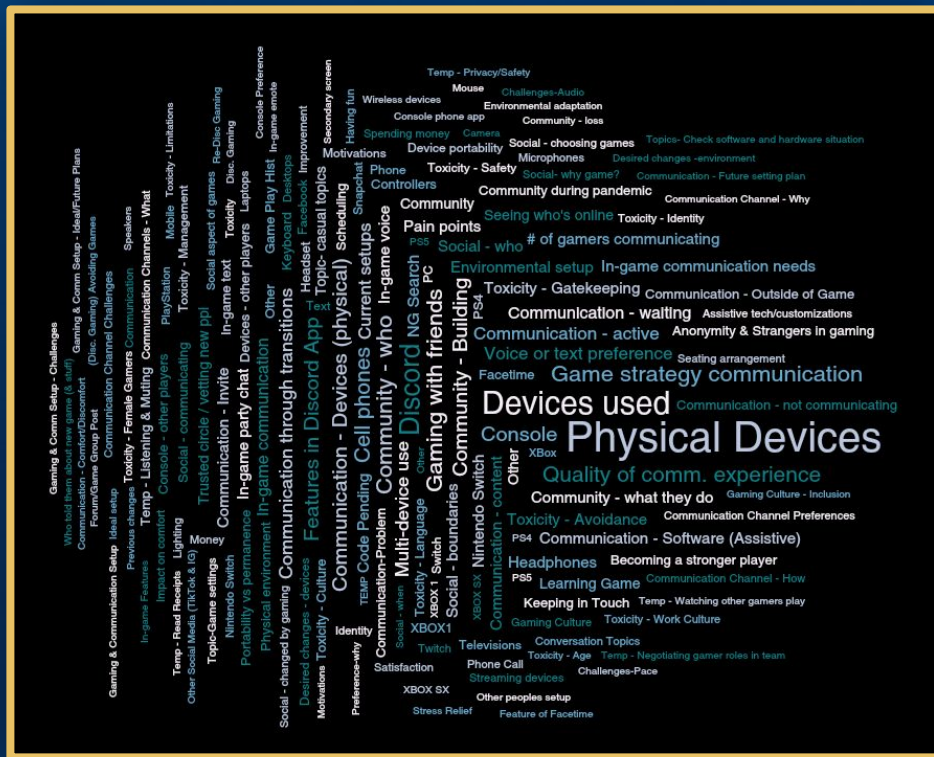 Gaming & Comm Setup - Challenges
Who told them about new game (& stuff)
Communication - Comfort/Discomfort
Gaming & Comm Setup - Ideal/Future Plans
(Disc. Gaming) Avoiding Games
Forum/Game Group Post
Communication Channel Challenges
Gaming & Communication Setup
Ideal setup
Speakers
Communication
Toxicity - Female Gamers
Previous changes
Communication Channels - What
Temp - Listening & Muting
In-game Features
Impact on comfort
Console - other players
PlayStation
Mobile
Toxicity - Limitations
Toxicity - Management
Social - communicating
Lighting
Temp - Read Receipts
Other Social Media (TikTok & IG)
Trusted circle / vetting new ppl
Money
Social aspect of games
Re-Disc Gaming
Disc. Gaming
Toxicity
In-game text
Communication - Invite
Topic-Game settings
Nintendo Switch
Laptops
Devices - other players
In-game party chat
Portability vs permanence
Console Preference
In-game emote
Game Play Hist
Other
In-game communication
Physical environment
Desktops
Keyboard
Communication through transitions
Social - changed by gaming
Improvement
Facebook
Headset
Text
Features in Discord App
Desired changes - devices
Secondary screen
Topic- casual topics
Toxicity - Culture
Motivations
Having fun
Motivations
Scheduling
Communication - Devices (physical)
Identity
Preference-why
Snapchat
Current setups
Cell phones
Code Pending
TEMP
In-game voice
Community - who
Communication-Problem
Multi-device use
Social - when
Discord
NG Search
Other
Toxicity - Language
XBOX1
PC
Gaming with friends
Switch
XBOX 1
Community - Building
Social - boundaries
PS4
Nintendo Switch
XBOX SX
Communication - content
Other
Temp - Privacy/Safety
Mouse
Challenges-Audio
Wireless devices
Environmental adaptation
Console phone app
Community - loss
Spending money
Camera
Social - choosing games
Topics- Check software and hardware situation
Device portability
Microphones
Desired changes -environment
Phone
Toxicity - Safety
Social- why game?
Communication - Future setting plan
Controllers
Community during pandemic
Communication Channel - Why
Community
Seeing who's online
Toxicity - Identity
Pain points
PS5
Social - who
# of gamers communicating
Environmental setup
In-game communication needs
Toxicity - Gatekeeping
Communication - Outside of Game
Communication - waiting
Assistive tech/customizations
Communication - active
Anonymity & Strangers in gaming
Voice or text preference
Seating arrangement
Facetime
Game strategy communication
Devices used
Communication - not communicating
Console
Physical Devices
XBox
Quality of comm. experience
Community - what they do
Gaming Culture - Inclusion
Toxicity - Avoidance
Communication Channel Preferences
PS4
Communication - Software (Assistive)
Headphones
Becoming a stronger player
PS5
Learning Game
Communication Channel - How
Keeping in Touch
Temp - Watching other gamers play
Gaming Culture
Toxicity - Work Culture
Twitch
Televisions
Conversation Topics
Toxicity - Age
Temp - Negotiating gamer roles in team
Satisfaction
Phone Call
Challenges-Pace
Streaming devices
XBOX SX
Other peoples setup
Stress Relief
Feature of Facetime